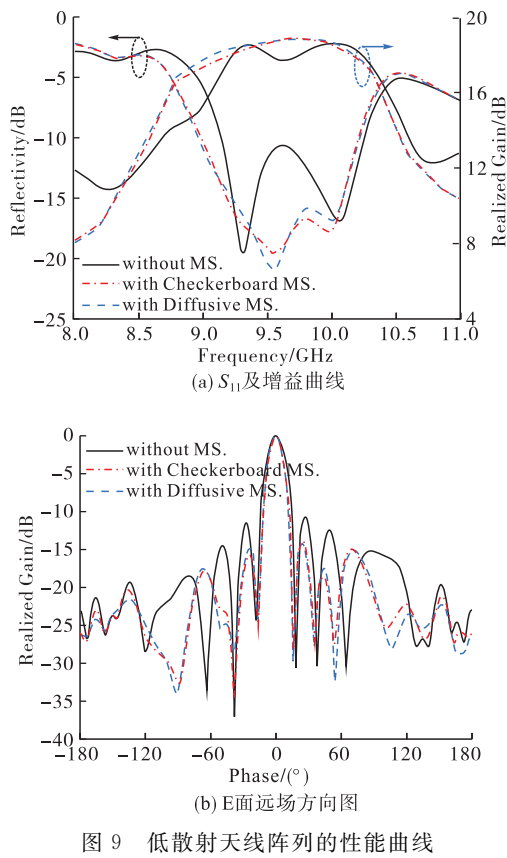 Reflectivity/dB
0
−5
−10
−15
−20
−25
20
16
12
8
4
Realized Gain/dB
without MS.
with Checkerboard MS.
with Diffusive MS.
8.0 8.5 9.0 9.5 10.0 10.5 11.0
Frequency/GHz
(a) S₁₁及增益曲线
Realized Gain/dB
0
−5
−10
−15
−20
−25
−30
−35
−40
without MS.
with Checkerboard MS.
with Diffusive MS.
−180 −120 −60 0 60 120 180
Phase/(°)
(b) E面远场方向图
图 9 低散射天线阵列的性能曲线